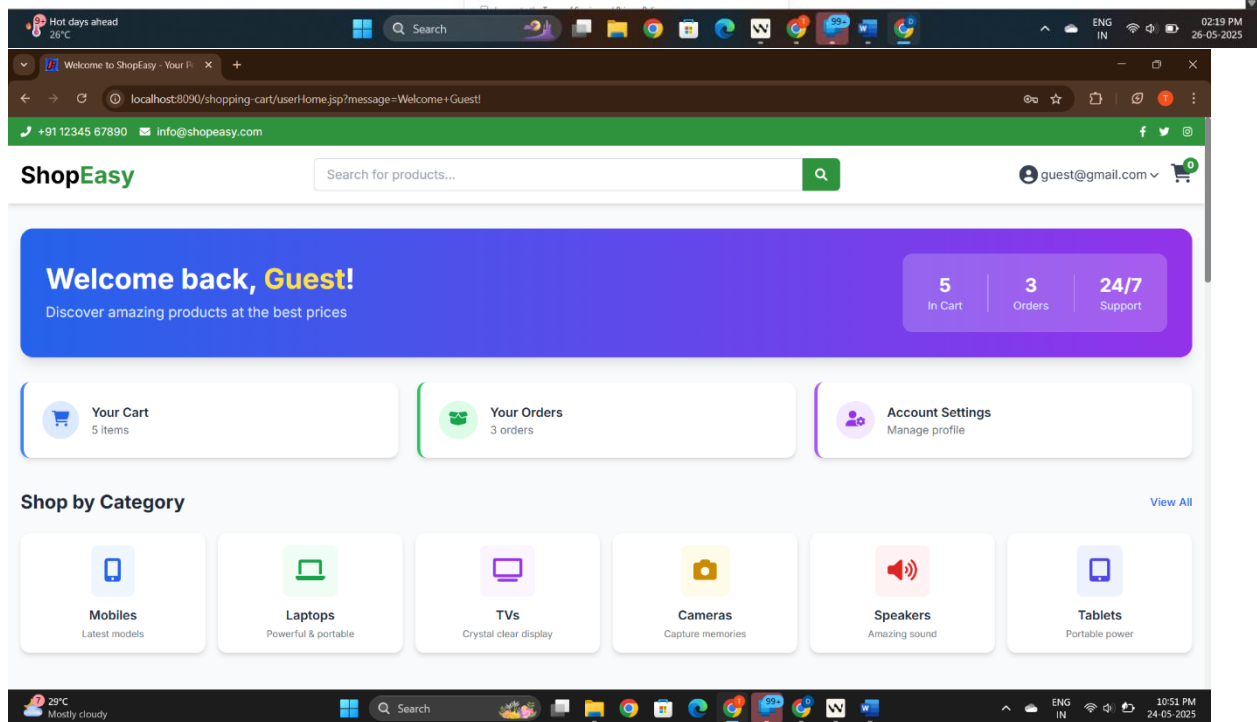 Hot days ahead
26°C
9+
Search
99+
ENG
IN
02:19 PM
26-05-2025
Welcome to ShopEasy - Your P
localhost:8090/shopping-cart/userHome.jsp?message=Welcome+Guest!
T
+91 12345 67890 info@shopeasy.com
ShopEasy
Search for products...
guest@gmail.com
0
Welcome back, Guest!
Discover amazing products at the best prices
5 3 24/7
In Cart Orders Support
Your Cart
5 items
Your Orders
3 orders
Account Settings
Manage profile
Shop by Category
View All
Mobiles Laptops TVs Cameras Speakers Tablets
Latest models Powerful & portable Crystal clear display Capture memories Amazing sound Portable power
7
29°C
Mostly cloudy
Search
99+
ENG
IN
10:51 PM
24-05-2025